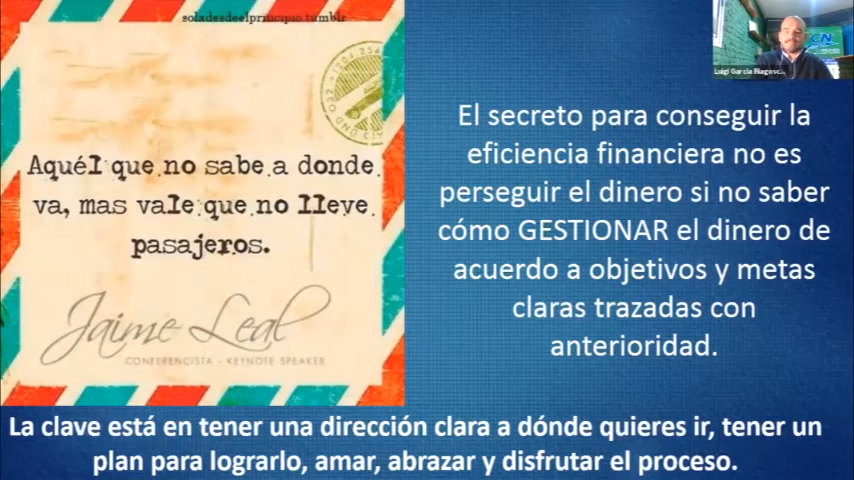 soladesdeelprincipio.tumblr
Aquél que no sabe a donde
va, mas vale que no lleve
pasajeros.
Jaime Leal
CONFERENCISTA - KEYNOTE SPEAKER
CN
Luigi Garcia
El secreto para conseguir la
eficiencia financiera no es
perseguir el dinero si no saber
cómo GESTIONAR el dinero de
acuerdo a objetivos y metas
claras trazadas con
anterioridad.
La clave está en tener una dirección clara a dónde quieres ir, tener un
plan para lograrlo, amar, abrazar y disfrutar el proceso.